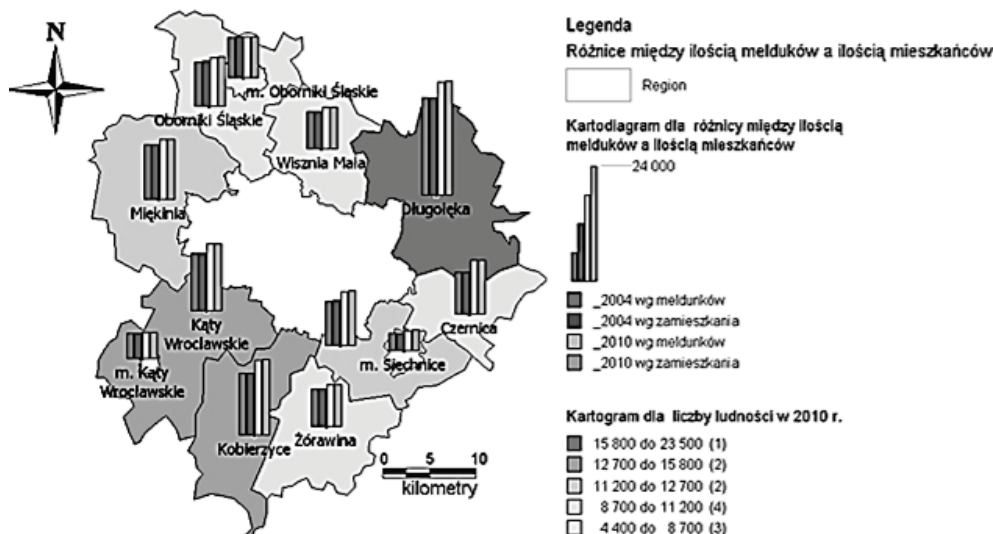 N
m. Oborniki Śląskie
Oborniki Śląskie
Wisznia Mała
Miękinia
Długołęka
Kąty
Wrocławskie
Czernica
m. Siechnice
m. Kąty
Wrocławskie
Kobierzyce
Żórawina
0 5 10
kilometry
Legenda
Różnice między ilością melduków a ilością mieszkańców
Region
Kartodiagram dla różnicy między ilością
melduków a ilością mieszkańców
24 000
_2004 wg meldunków
_2004 wg zamieszkania
_2010 wg meldunków
_2010 wg zamieszkania
Kartogram dla liczby ludności w 2010 r.
15 800 do 23 500 (1)
12 700 do 15 800 (2)
11 200 do 12 700 (2)
8 700 do 11 200 (4)
4 400 do 8 700 (3)